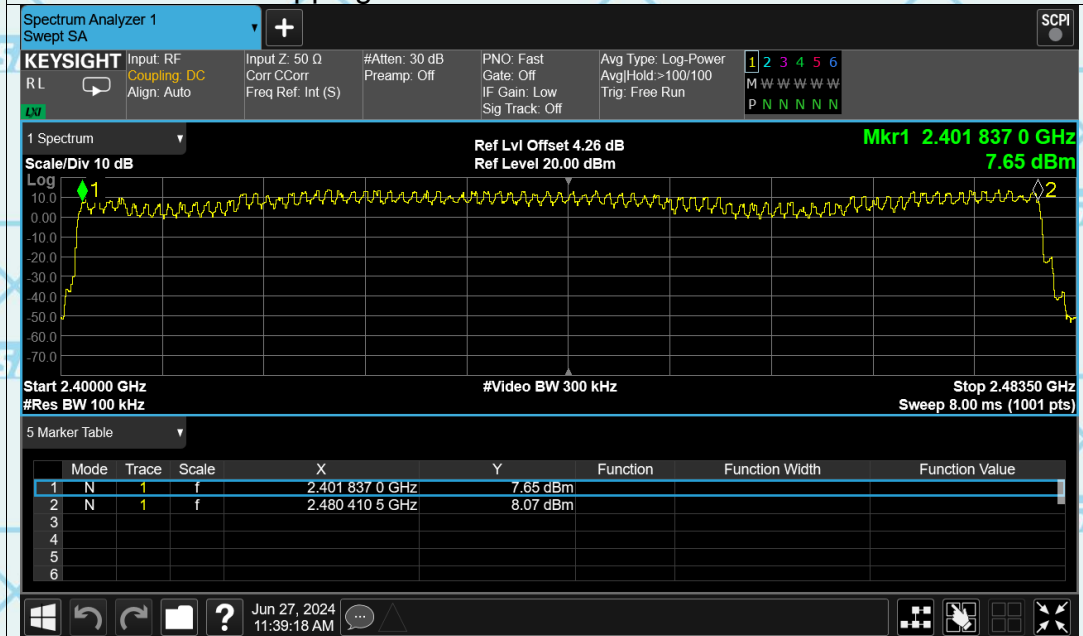 Spectrum Analyzer 1
Swept SA
+
SCPI
KEYSIGHT Input: RF Input Z: 50 Ω #Atten: 30 dB PNO: Fast Avg Type: Log-Power 1 2 3 4 5 6
R L Coupling: DC Corr CCorr Preamp: Off Gate: Off Avg|Hold:>100/100 M W W W W W
Align: Auto Freq Ref: Int (S) IF Gain: Low Trig: Free Run P N N N N N
LXI Sig Track: Off
1 Spectrum
Ref Lvl Offset 4.26 dB Mkr1 2.401 837 0 GHz
Scale/Div 10 dB Ref Level 20.00 dBm 7.65 dBm
Log
1 2
10.0
0.00
-10.0
-20.0
-30.0
-40.0
-50.0
-60.0
-70.0
Start 2.40000 GHz #Video BW 300 kHz Stop 2.48350 GHz
#Res BW 100 kHz Sweep 8.00 ms (1001 pts)
5 Marker Table
Mode Trace Scale X Y Function Function Width Function Value
1 N 1 f 2.401 837 0 GHz 7.65 dBm
2 N 1 f 2.480 410 5 GHz 8.07 dBm
3
4
5
6
? Jun 27, 2024
11:39:18 AM